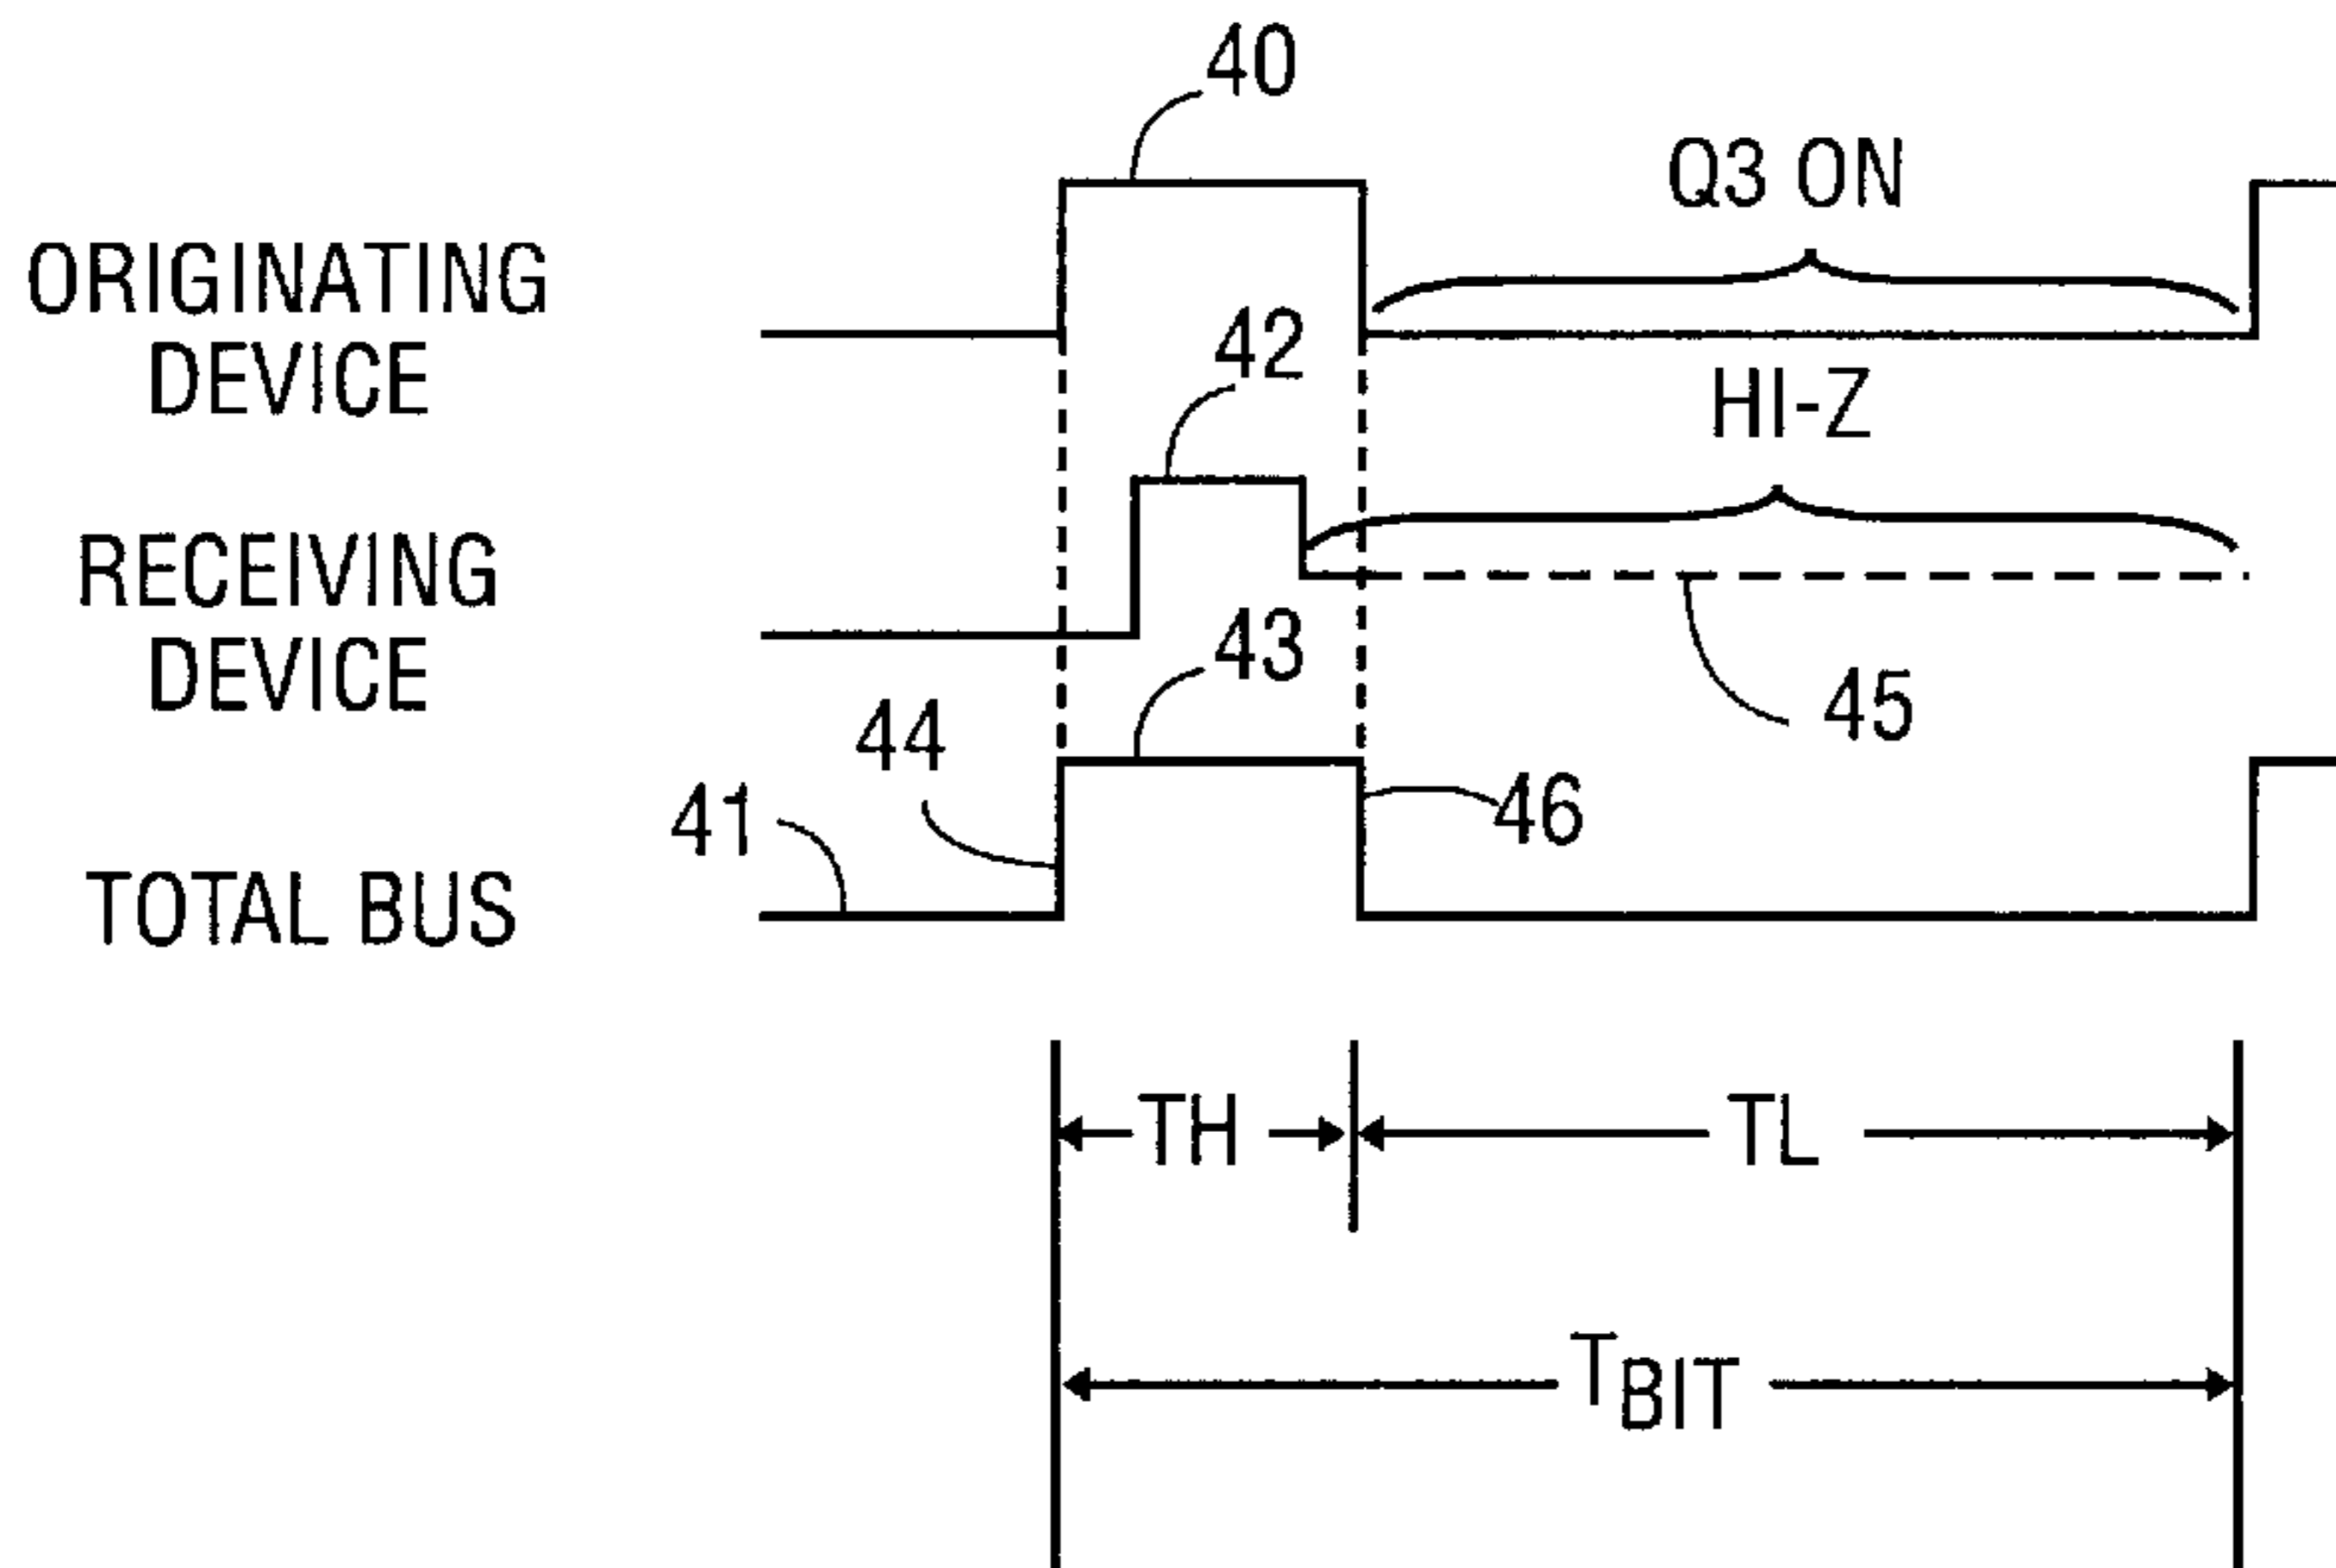 40
Q3 ON
ORIGINATING
DEVICE
42
HI-Z
RECEIVING
DEVICE
43
44
45
41
46
TOTAL BUS
TH
TL
TBIT